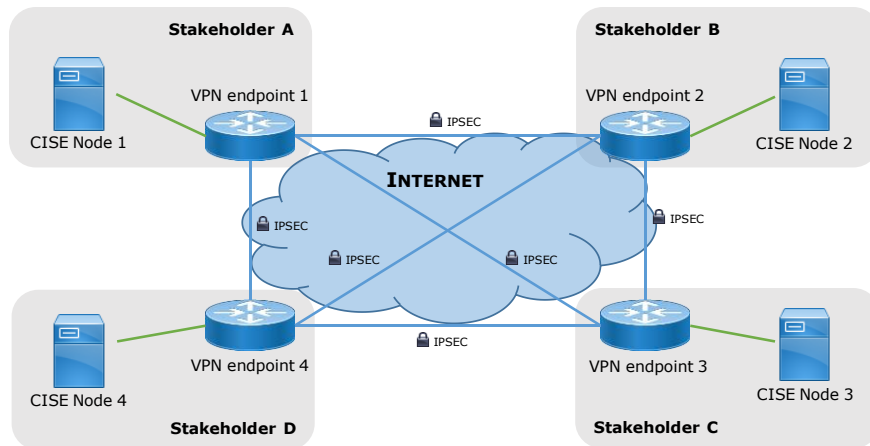 Stakeholder A
Stakeholder B
VPN endpoint 1
VPN endpoint 2
CISE Node 1
IPSEC
CISE Node 2
INTERNET
IPSEC
IPSEC
IPSEC
IPSEC
IPSEC
VPN endpoint 4
VPN endpoint 3
CISE Node 4
CISE Node 3
Stakeholder D
Stakeholder C